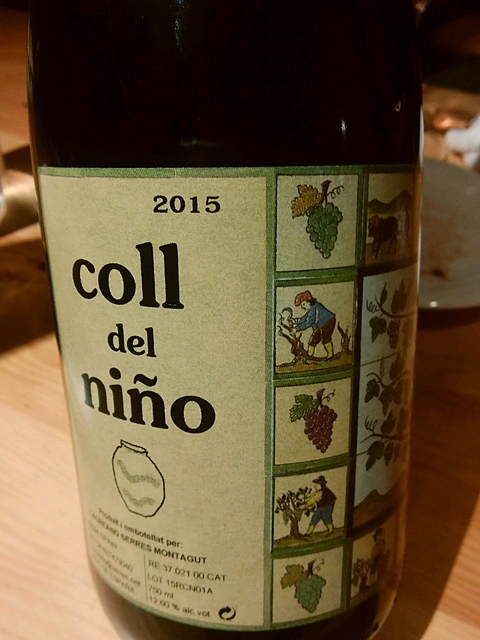 2015
coll
del
niño
Produït i embotellat per:
LAUREANO SERRES MONTAGUT
RE:37.021.00 CAT
LOT 15RCN01A
750 ml
12.00 % alc vol.